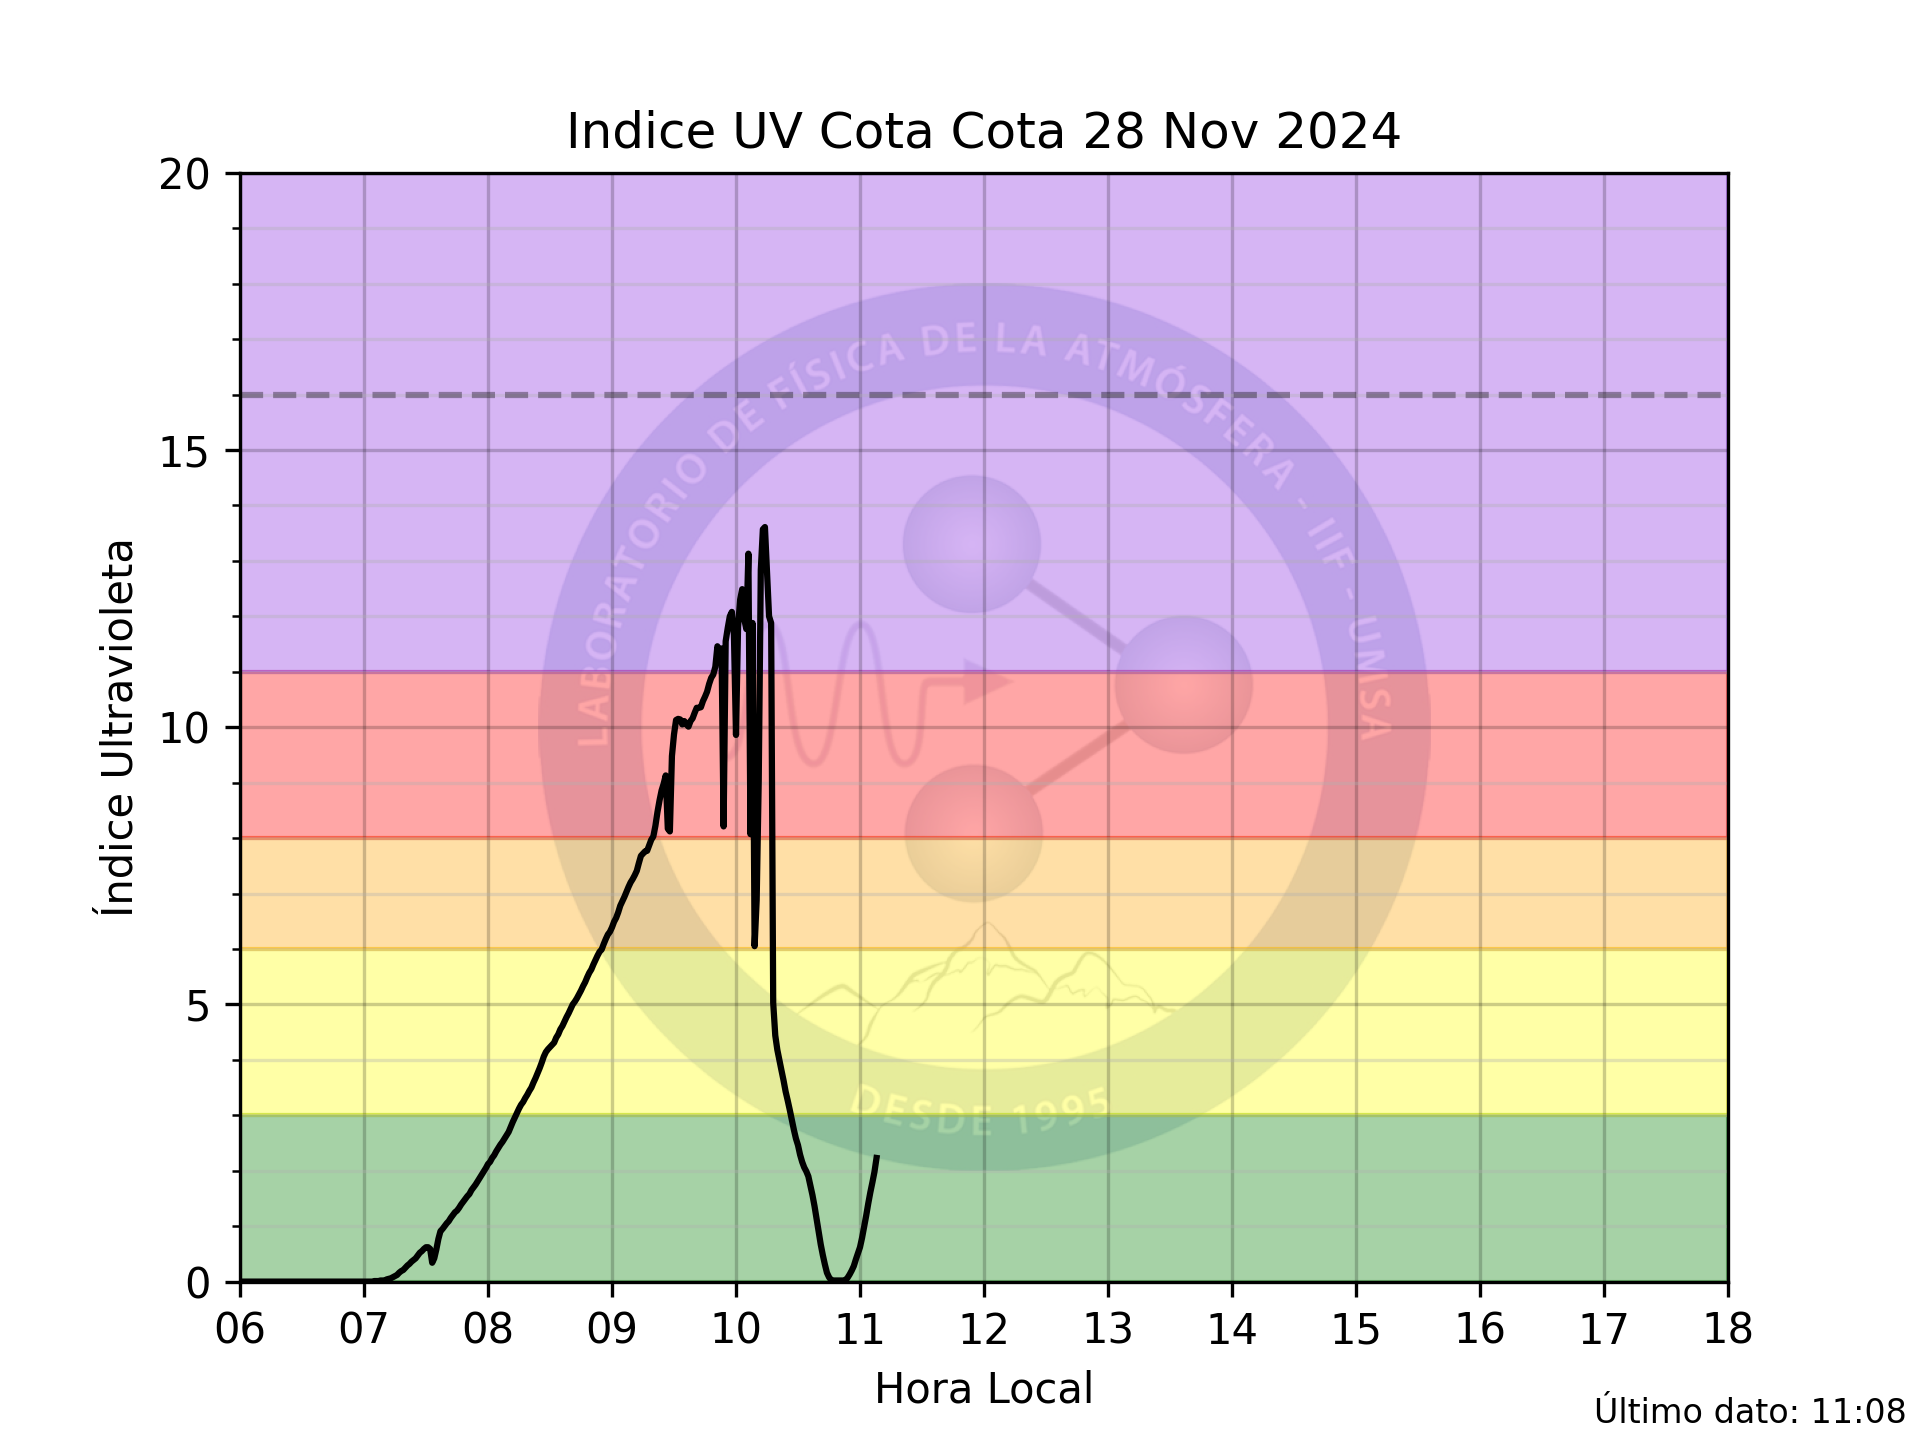 Indice UV Cota Cota 28 Nov 2024
20
15
10
5
0
Índice Ultravioleta
LABORATORIO DE FÍSICA DE LA ATMÓSFERA - IIF - UMSA
DESDE 1995
06 07 08 09 10 11 12 13 14 15 16 17 18
Hora Local
Último dato: 11:08